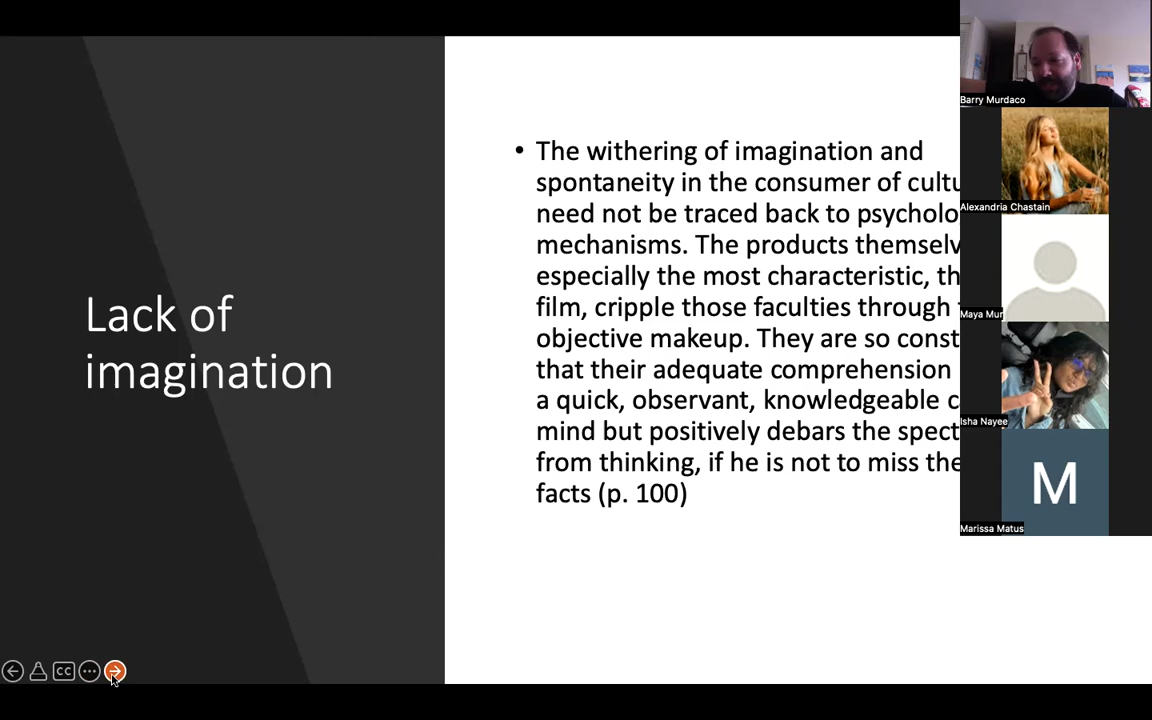 Lack of
imagination
• The withering of imagination and
spontaneity in the consumer of cultu
need not be traced back to psycholo
mechanisms. The products themselv
especially the most characteristic, th
film, cripple those faculties through
objective makeup. They are so const
that their adequate comprehension
a quick, observant, knowledgeable c
mind but positively debars the spect
from thinking, if he is not to miss the
facts (p. 100)
Barry Murdaco
Alexandria Chastain
Maya Mur
Isha Nayee
M
Marissa Matus
CC